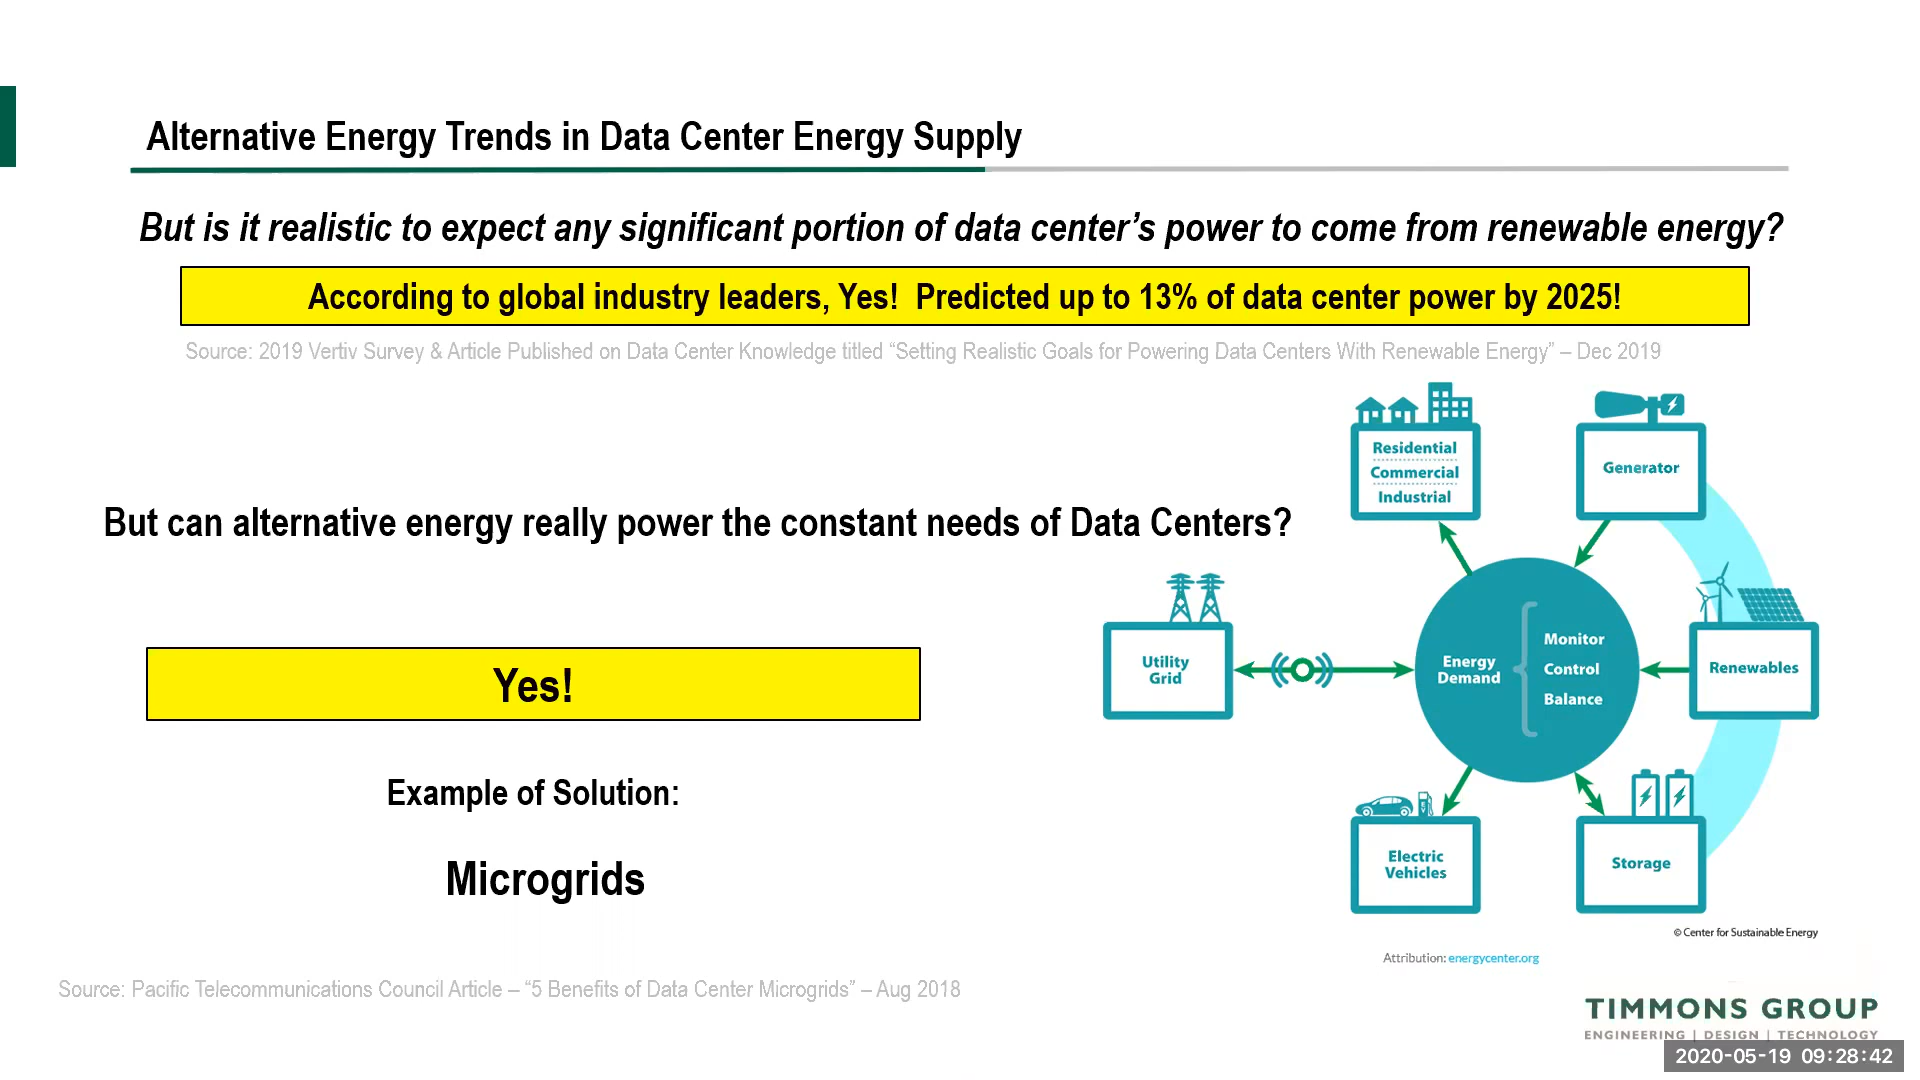 Alternative Energy Trends in Data Center Energy Supply
But is it realistic to expect any significant portion of data center’s power to come from renewable energy?
According to global industry leaders, Yes!  Predicted up to 13% of data center power by 2025!
Source: 2019 Vertiv Survey & Article Published on Data Center Knowledge titled “Setting Realistic Goals for Powering Data Centers With Renewable Energy” – Dec 2019
But can alternative energy really power the constant needs of Data Centers?
Yes!
Example of Solution:
Microgrids
Source: Pacific Telecommunications Council Article – “5 Benefits of Data Center Microgrids” – Aug 2018
Residential
Commercial
Industrial
Generator
Utility
Grid
Energy
Demand
Monitor
Control
Balance
Renewables
Electric
Vehicles
Storage
© Center for Sustainable Energy
Attribution: energycenter.org
TIMMONS GROUP
ENGINEERING | DESIGN | TECHNOLOGY
2020-05-19 09:28:42